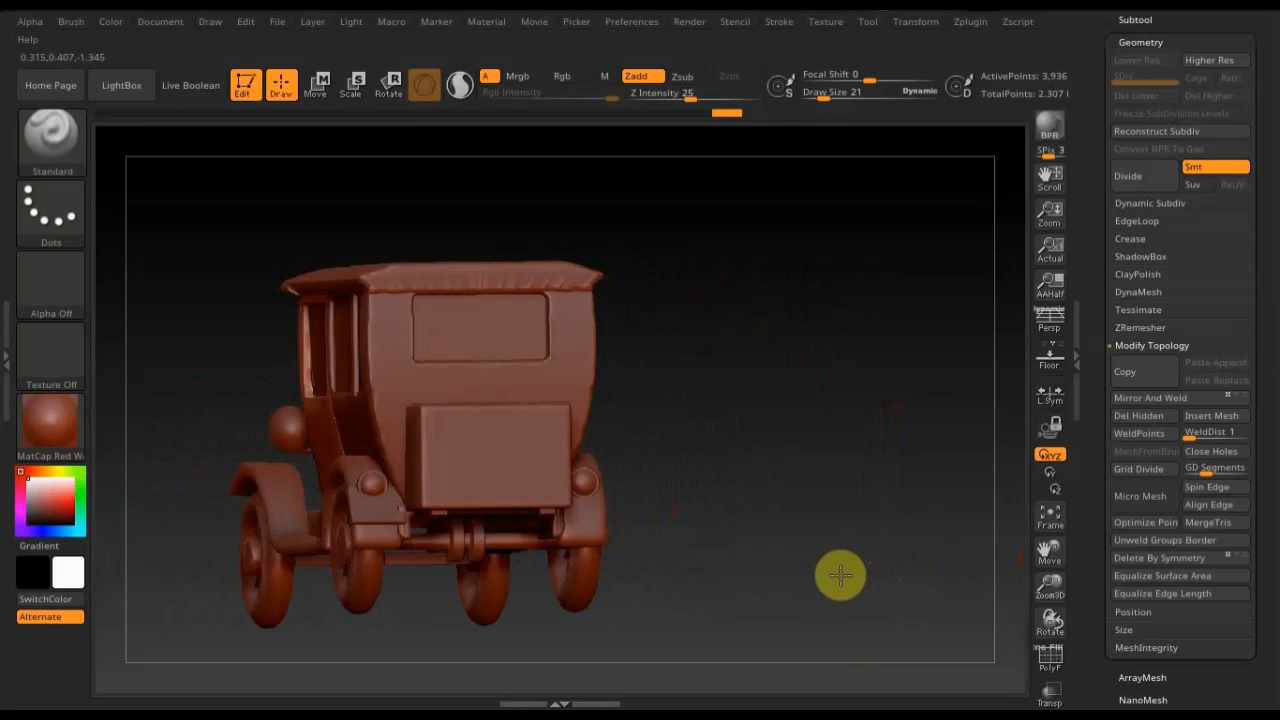 Alpha Brush Color Document Draw Edit File Layer Light Macro Marker Material Movie Picker Preferences Render Stencil Stroke Texture Tool Transform Zplugin Zscript
Help
0.315,0.407,-1.345
Home Page
LightBox
Live Boolean
Edit
Draw
Move
Scale
Rotate
A
Mrgb
Rgb
M
Rgb Intensity
Zadd
Zsub
Zcut
Z Intensity 25
S
Focal Shift 0
Draw Size 21
Dynamic
D
ActivePoints: 3,936
TotalPoints: 2.307
Standard
Dots
Alpha Off
Texture Off
MatCap Red W
Gradient
SwitchColor
Alternate
BPR
SPix 3
Scroll
Zoom
Actual
AAHalf
Dynamic
Persp
Floor
L.Sym
XYZ
Frame
Move
Zoom3D
Rotate
PolyF
Transp
Subtool
Geometry
Lower Res
Higher Res
SDiv
Cage
Rstr
Del Lower
Del Higher
Freeze SubDivision Levels
Reconstruct Subdiv
Convert BPR To Geo
Divide
Smt
Suv
ReUV
Dynamic Subdiv
EdgeLoop
Crease
ShadowBox
ClayPolish
DynaMesh
Tessimate
ZRemesher
Modify Topology
Copy
Paste Append
Paste Replace
Mirror And Weld
Del Hidden
Insert Mesh
WeldPoints
WeldDist 1
MeshFromBru
Close Holes
Grid Divide
GD Segments
Micro Mesh
Spin Edge
Align Edge
Optimize Poin
MergeTris
Unweld Groups Border
Delete By Symmetry
Equalize Surface Area
Equalize Edge Length
Position
Size
MeshIntegrity
ArrayMesh
NanoMesh